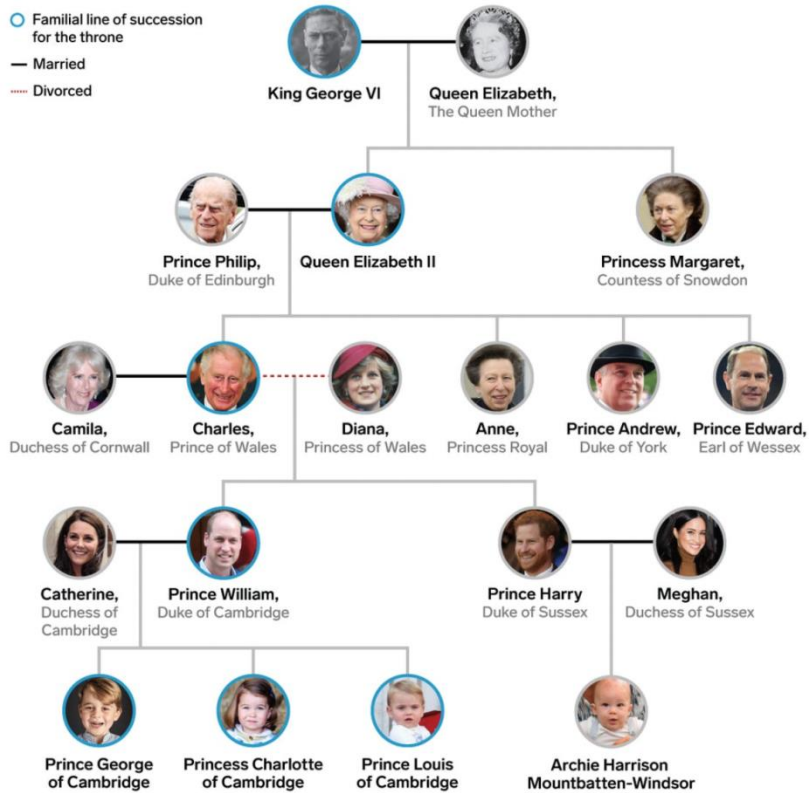 Familial line of succession
for the throne
Married
Divorced
King George VI
Queen Elizabeth,
The Queen Mother
Prince Philip,
Duke of Edinburgh
Queen Elizabeth II
Princess Margaret,
Countess of Snowdon
Camila,
Duchess of Cornwall
Charles,
Prince of Wales
Diana,
Princess of Wales
Anne,
Princess Royal
Prince Andrew,
Duke of York
Prince Edward,
Earl of Wessex
Catherine,
Duchess of
Cambridge
Prince William,
Duke of Cambridge
Prince Harry
Duke of Sussex
Meghan,
Duchess of Sussex
Prince George
of Cambridge
Princess Charlotte
of Cambridge
Prince Louis
of Cambridge
Archie Harrison
Mountbatten-Windsor